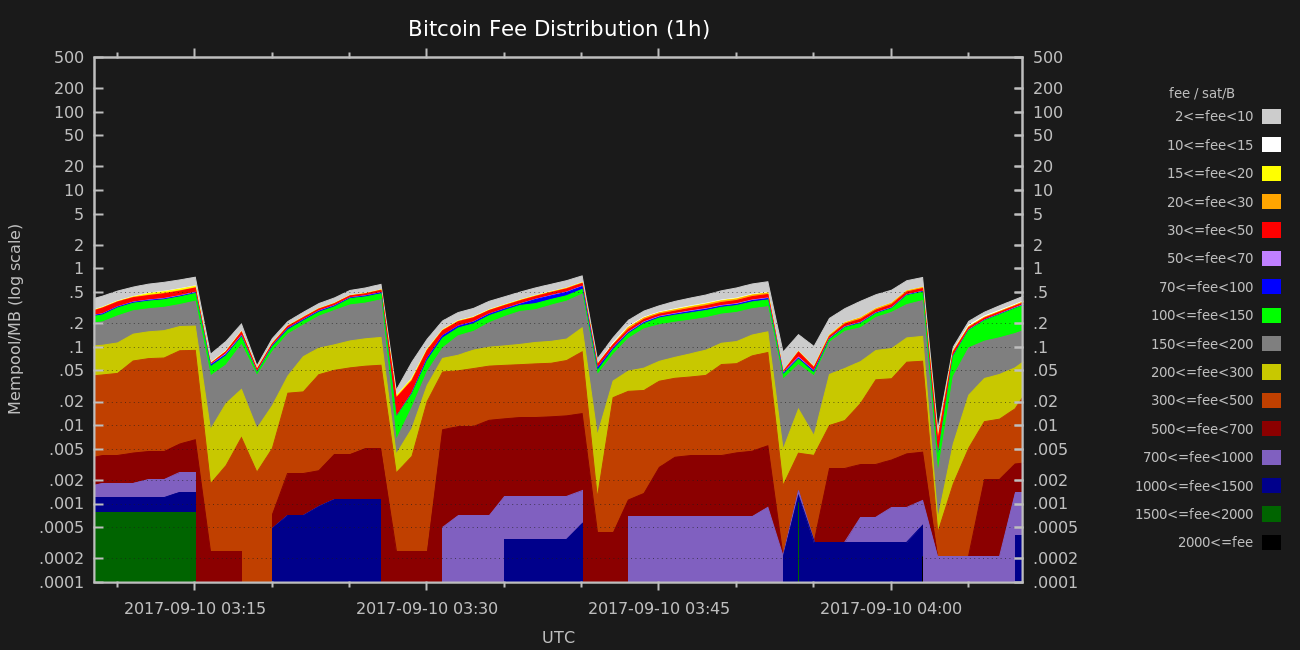 Bitcoin Fee Distribution (1h)
Mempool/MB (log scale)
500
200
100
50
20
10
5
2
1
.5
.2
.1
.05
.02
.01
.005
.002
.001
.0005
.0002
.0001
500
200
100
50
20
10
5
2
1
.5
.2
.1
.05
.02
.01
.005
.002
.001
.0005
.0002
.0001
2017-09-10 03:15
2017-09-10 03:30
2017-09-10 03:45
2017-09-10 04:00
UTC
fee / sat/B
2<=fee<10
10<=fee<15
15<=fee<20
20<=fee<30
30<=fee<50
50<=fee<70
70<=fee<100
100<=fee<150
150<=fee<200
200<=fee<300
300<=fee<500
500<=fee<700
700<=fee<1000
1000<=fee<1500
1500<=fee<2000
2000<=fee